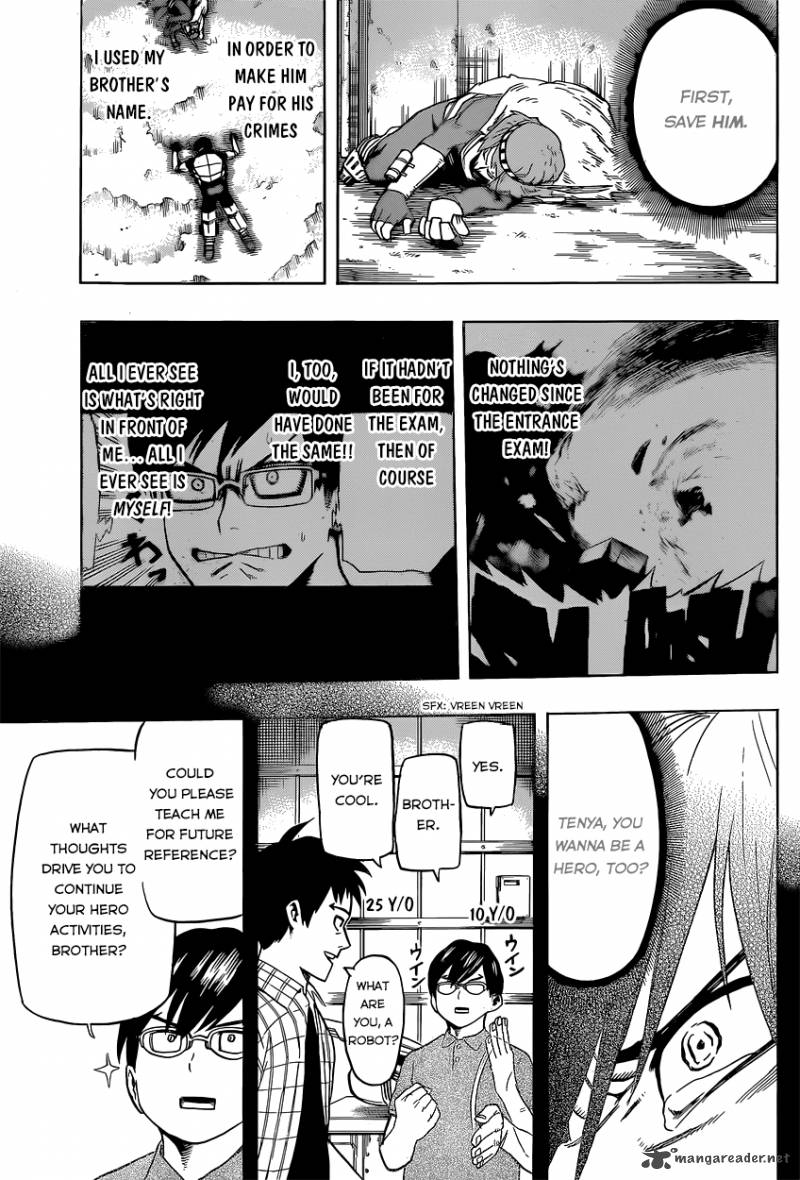 FIRST,
SAVE HIM.
IN ORDER TO
MAKE HIM
PAY FOR HIS
CRIMES
I USED MY
BROTHER'S
NAME.
NOTHING'S
CHANGED SINCE
THE ENTRANCE
EXAM!
IF IT HADN'T
BEEN FOR
THE EXAM,
THEN OF
COURSE
I, TOO,
WOULD
HAVE DONE
THE SAME!!
ALL I EVER SEE
IS WHAT'S RIGHT
IN FRONT OF
ME... ALL I
EVER SEE IS
MYSELF!
TENYA, YOU
WANNA BE A
HERO, TOO?
SFX: VREEN VREEN
YES.
BROTH-
ER.
YOU'RE
COOL.
25 Y/O
10 Y/O
ウイン
ウイン
WHAT
ARE
YOU, A
ROBOT?
COULD
YOU PLEASE
TEACH ME
FOR FUTURE
REFERENCE?
WHAT
THOUGHTS
DRIVE YOU TO
CONTINUE
YOUR HERO
ACTIVITIES,
BROTHER?
mangareader.net